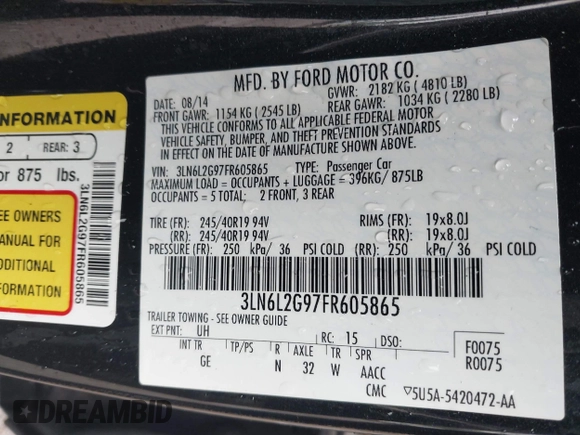 NFORMATION
2 REAR: 3
or 875 lbs.
EE OWNERS
ANUAL FOR
ADDITIONAL
FORMATION
3LN6L2G97FR605865
MFD. BY FORD MOTOR CO.
08/14 GVWR: 2182 KG ( 4810 LB)
FRONT GAWR: 1154 KG ( 2545 LB) REAR GAWR: 1034 KG ( 2280 LB)
THIS VEHICLE CONFORMS TO ALL APPLICABLE FEDERAL MOTOR
VEHICLE SAFETY, BUMPER, AND THEFT PREVENTION STANDARDS
IN EFFECT ON THE DATE OF MANUFACTURE SHOWN ABOVE.
VIN: 3LN6L2G97FR605865 TYPE: Passenger Car
MAXIMUM LOAD = OCCUPANTS + LUGGAGE = 396KG/ 875LB
OCCUPANTS = 5 TOTAL: 2 FRONT, 3 REAR
TIRE (FR): 245/40R19 94V RIMS (FR): 19x8.0J
(RR): 245/40R19 94V (RR): 19x8.0J
PRESSURE (FR): 250 kPa/ 36 PSI COLD (RR): 250 kPa/ 36 PSI COLD
3LN6L2G97FR605865
TRAILER TOWING - SEE OWNER GUIDE
EXT PNT: UH RC: 15 DSO: F0075
INT TR TP/PS R AXLE TR SPR R0075
GE N 32 W AACC
CMC 5U5A-5420472-AA
DREAMBID